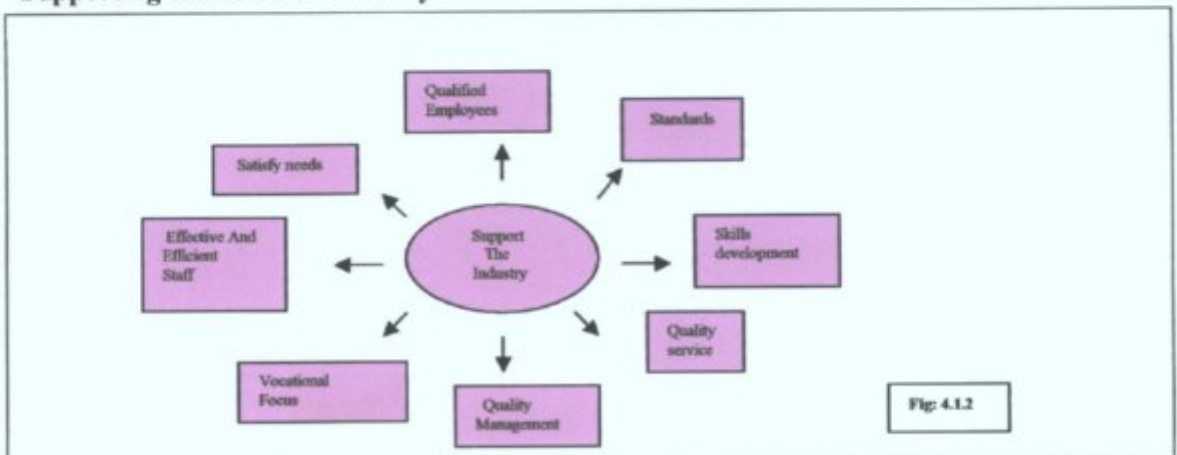 Qualified
Employees
Standards
Satisfy needs
Effective And
Efficient
Staff
Support
The
Industry
Skills
development
Quality
service
Vocational
Focus
Quality
Management
Fig: 4.1.2